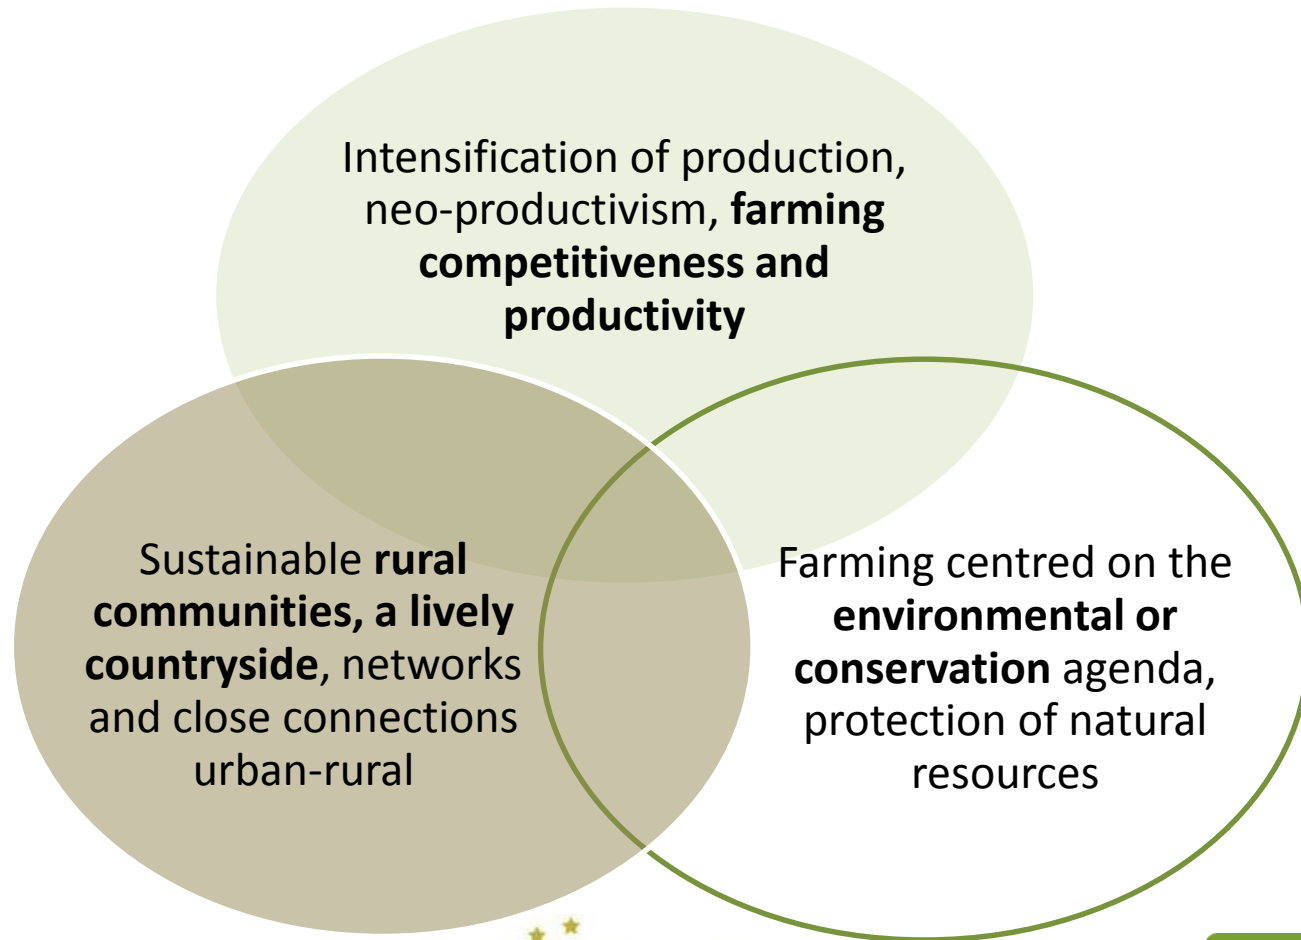 Intensification of production,
neo-productivism, farming
competitiveness and
productivity
Sustainable rural
communities, a lively
countryside, networks
and close connections
urban-rural
Farming centred on the
environmental or
conservation agenda,
protection of natural
resources